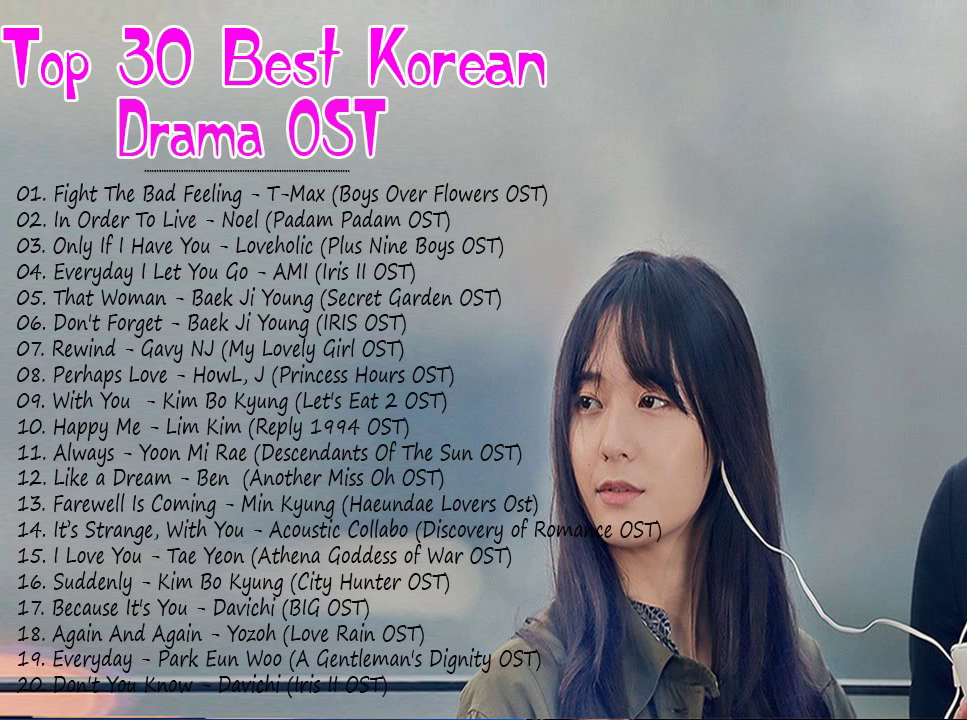 Top 30 Best Korean
Drama OST
01. Fight The Bad Feeling - T-Max (Boys Over Flowers OST)
02. In Order To Live - Noel (Padam Padam OST)
03. Only If I Have You - Loveholic (Plus Nine Boys OST)
04. Everyday I Let You Go - AMI (Iris II OST)
05. That Woman - Baek Ji Young (Secret Garden OST)
06. Don't Forget - Baek Ji Young (IRIS OST)
07. Rewind - Gavy NJ (My Lovely Girl OST)
08. Perhaps Love - HowL, J (Princess Hours OST)
09. With You - Kim Bo Kyung (Let's Eat 2 OST)
10. Happy Me - Lim Kim (Reply 1994 OST)
11. Always - Yoon Mi Rae (Descendants Of The Sun OST)
12. Like a Dream - Ben (Another Miss Oh OST)
13. Farewell Is Coming - Min Kyung (Haeundae Lovers Ost)
14. It's Strange, With You - Acoustic Collabo (Discovery of Romance OST)
15. I Love You - Tae Yeon (Athena Goddess of War OST)
16. Suddenly - Kim Bo Kyung (City Hunter OST)
17. Because It's You - Davichi (BIG OST)
18. Again And Again - Yozoh (Love Rain OST)
19. Everyday - Park Eun Woo (A Gentleman's Dignity OST)
20. Don't You Know - Davichi (Iris II OST)